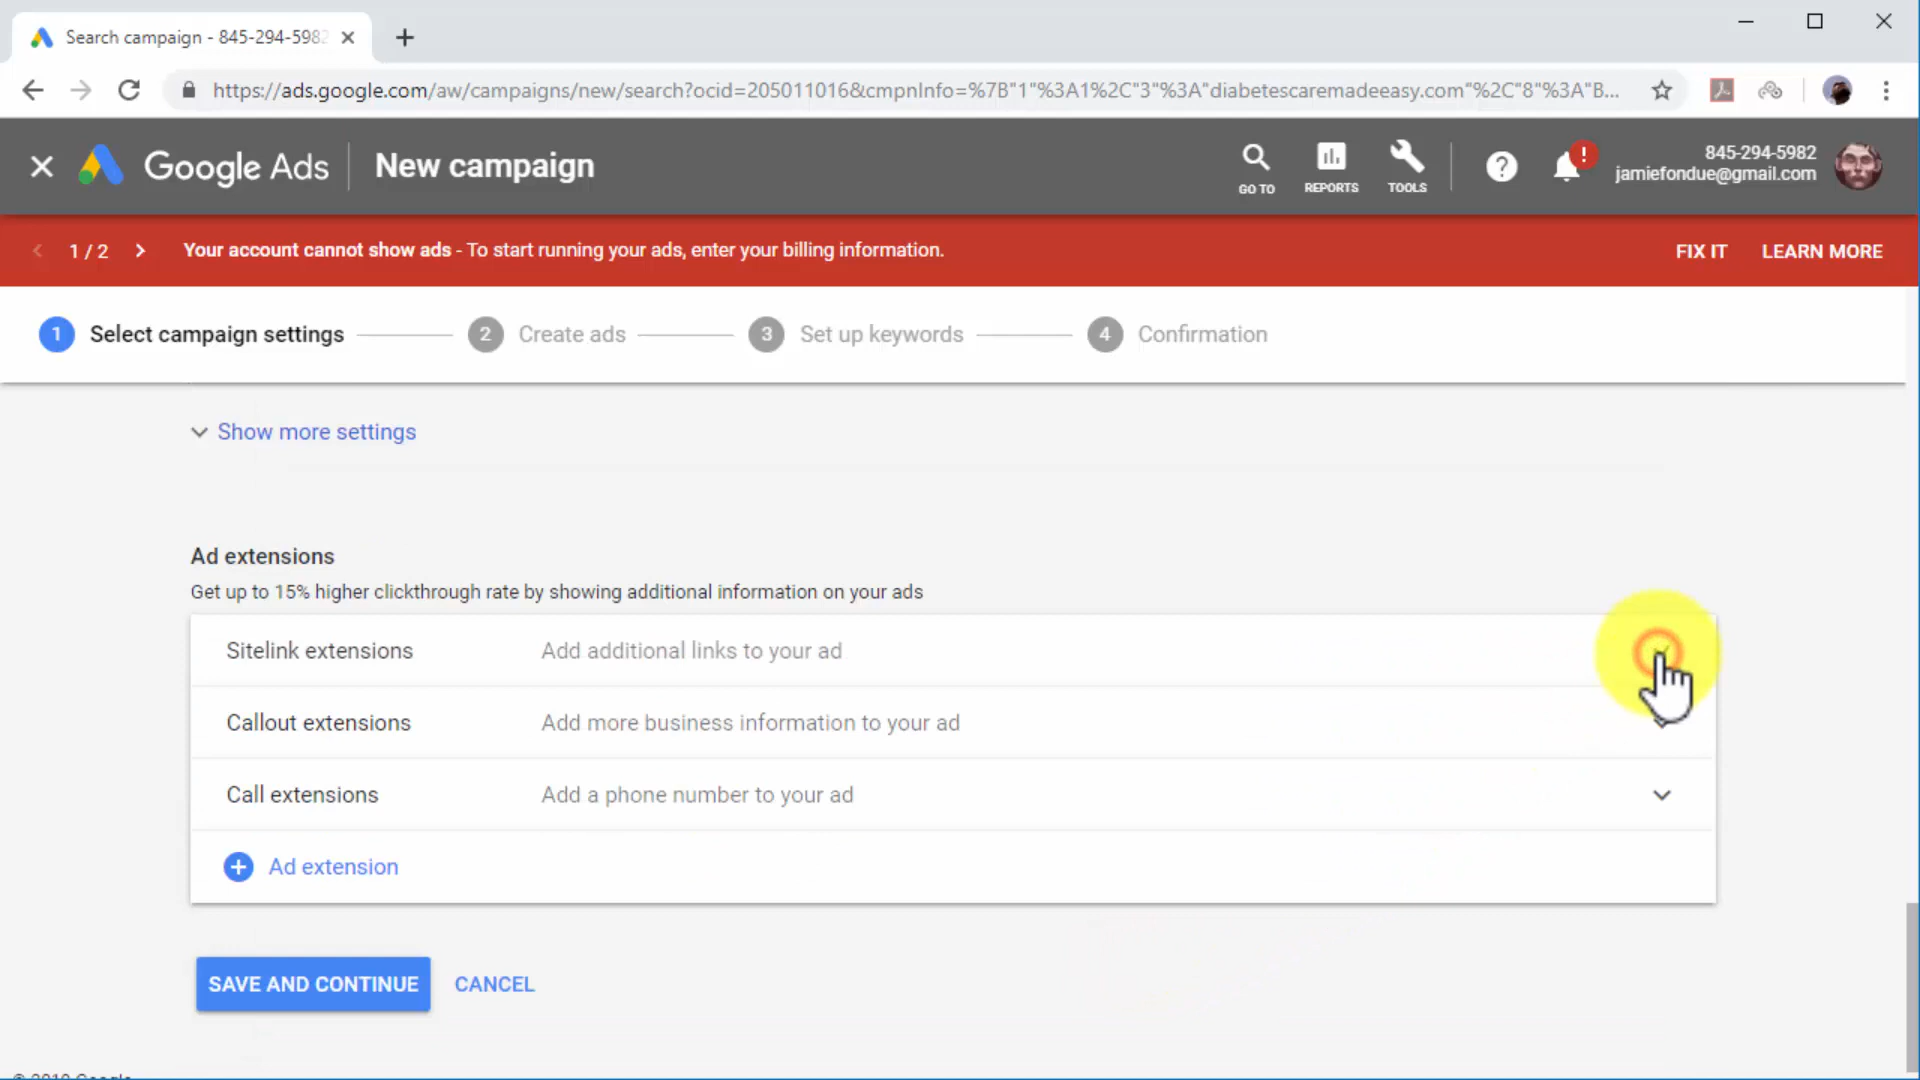 Search campaign - 845-294-5982
https://ads.google.com/aw/campaigns/new/search?ocid=205011016&cmpnInfo=%7B"1"%3A1%2C"3"%3A"diabetescaremadeeasy.com"%2C"8"%3A"B...
Google Ads
New campaign
GO TO
REPORTS
TOOLS
845-294-5982
jamiefondue@gmail.com
1 / 2
Your account cannot show ads - To start running your ads, enter your billing information.
FIX IT
LEARN MORE
1 Select campaign settings
2 Create ads
3 Set up keywords
4 Confirmation
Show more settings
Ad extensions
Get up to 15% higher clickthrough rate by showing additional information on your ads
Sitelink extensions
Add additional links to your ad
Callout extensions
Add more business information to your ad
Call extensions
Add a phone number to your ad
Ad extension
SAVE AND CONTINUE
CANCEL